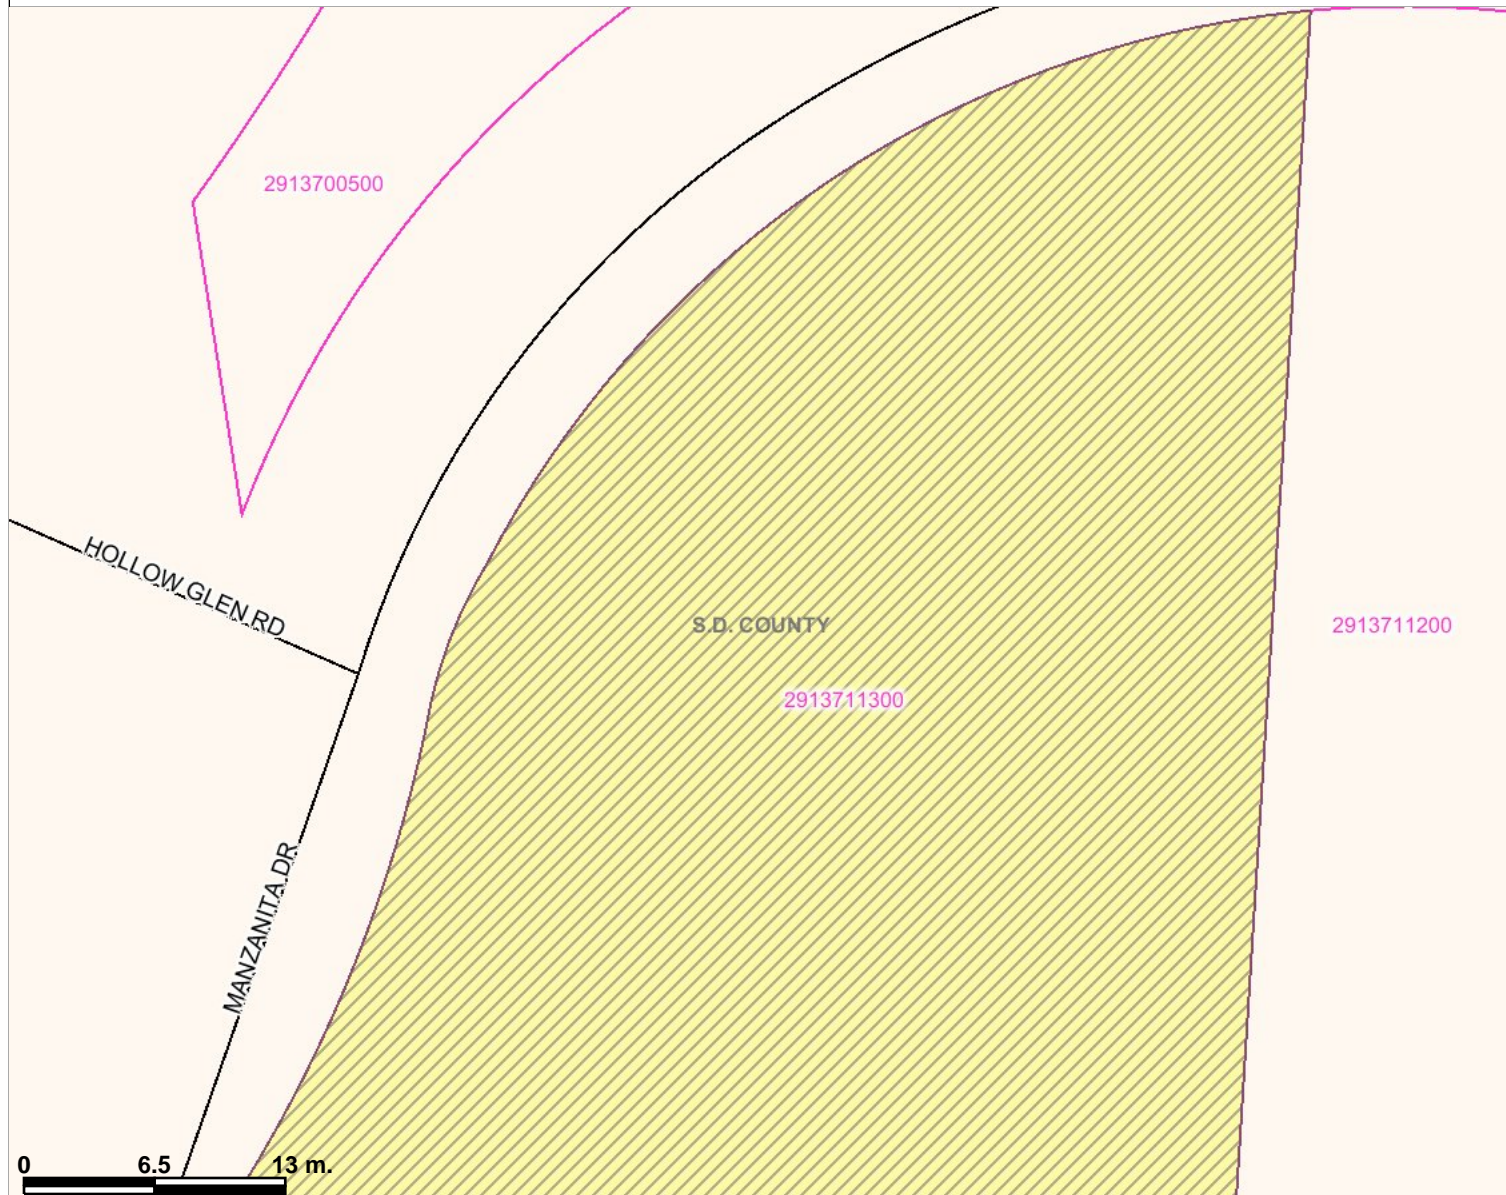 2913700500
HOLLOW GLEN RD
S.D. COUNTY
2913711200
2913711300
MANZANITA DR
0 6.5 13 m.